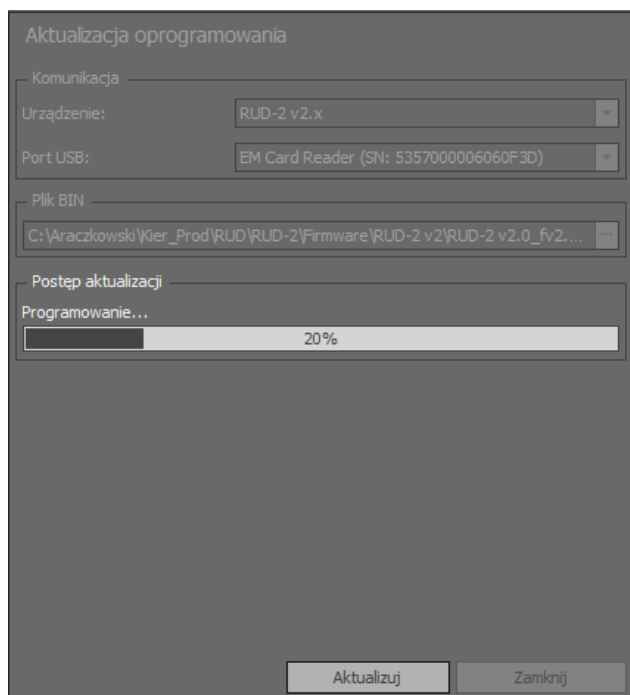 Aktualizacja oprogramowania
Komunikacja
Urządzenie: RUD-2 v2.x
Port USB: EM Card Reader (SN: 5357000006060F3D)
Plik BIN
C:\Araczkowski\Kier_Prod\RUD\RUD-2\Firmware\RUD-2 v2\RUD-2 v2.0_fv2.... ...
Postęp aktualizacji
Programowanie...
20%
Aktualizuj Zamknij